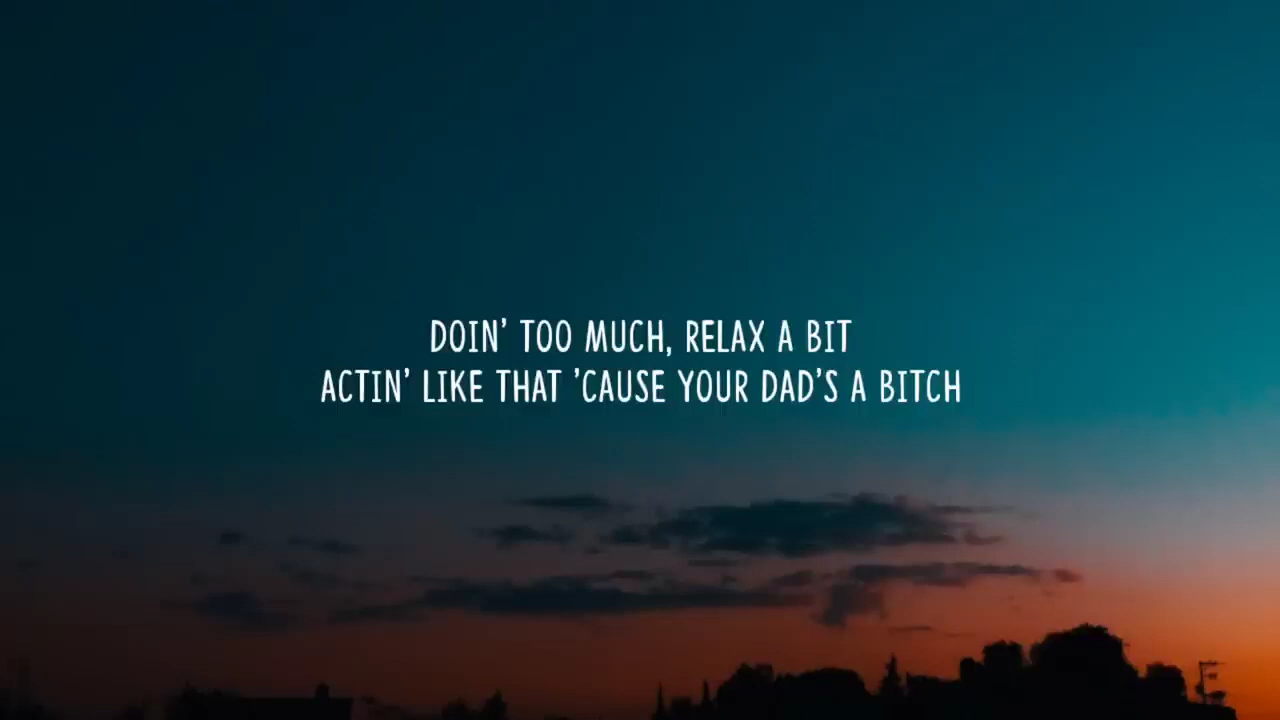 DOIN' TOO MUCH, RELAX A BIT
ACTIN' LIKE THAT 'CAUSE YOUR DAD'S A BITCH